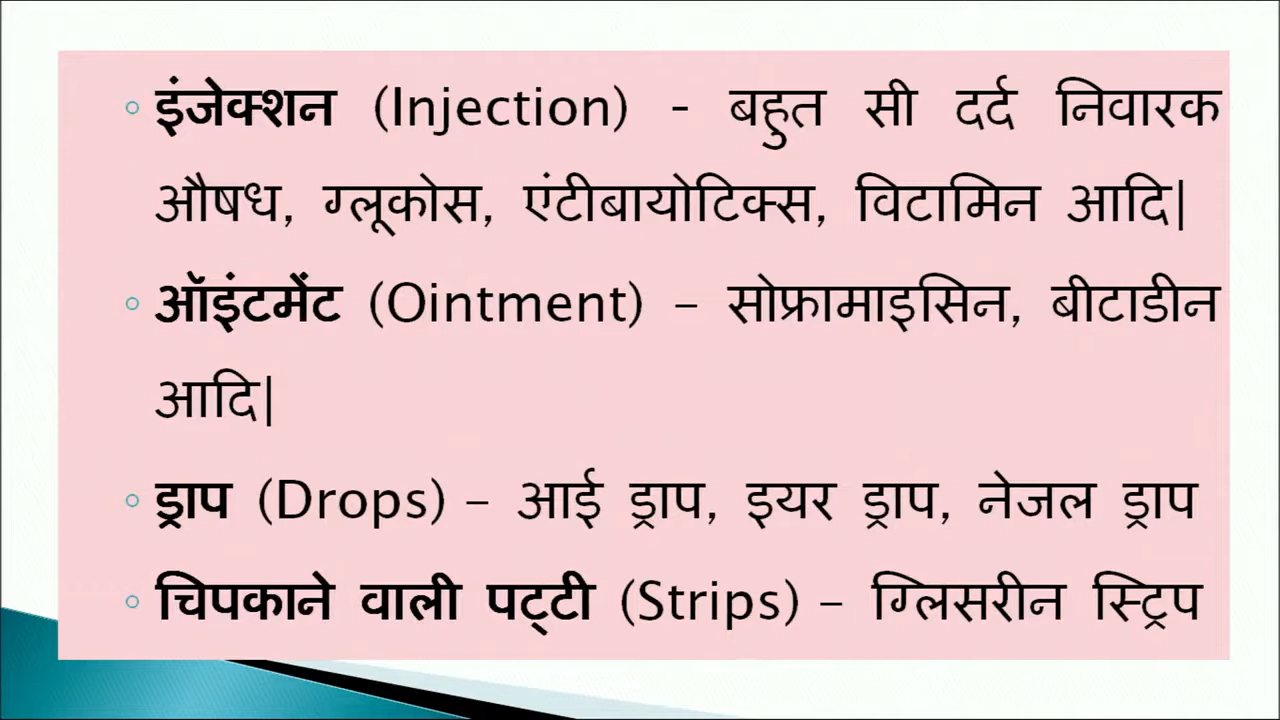 इंजेक्शन (Injection) - बहुत सी दर्द निवारक
औषध, ग्लूकोस, एंटीबायोटिक्स, विटामिन आदि|
ऑइंटमेंट (Ointment) – सोफ्रामाइसिन, बीटाडीन
आदि|
ड्राप (Drops) – आई ड्राप, इयर ड्राप, नेजल ड्राप
चिपकाने वाली पट्टी (Strips) – ग्लिसरीन स्ट्रिप